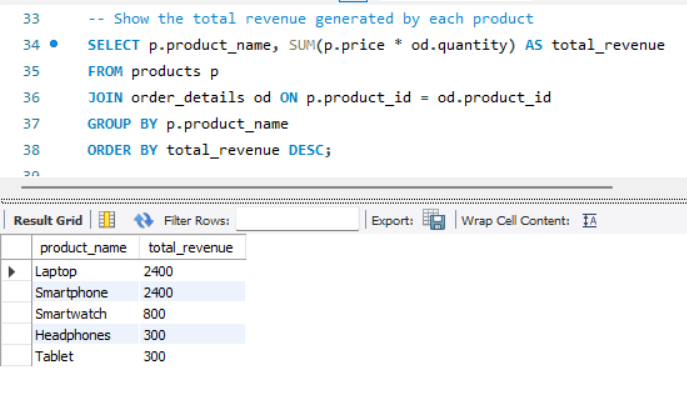 33 -- Show the total revenue generated by each product
34 SELECT p.product_name, SUM(p.price * od.quantity) AS total_revenue
35 FROM products p
36 JOIN order_details od ON p.product_id = od.product_id
37 GROUP BY p.product_name
38 ORDER BY total_revenue DESC;
39
Result Grid Filter Rows: Export: Wrap Cell Content: IA
product_name total_revenue
Laptop 2400
Smartphone 2400
Smartwatch 800
Headphones 300
Tablet 300